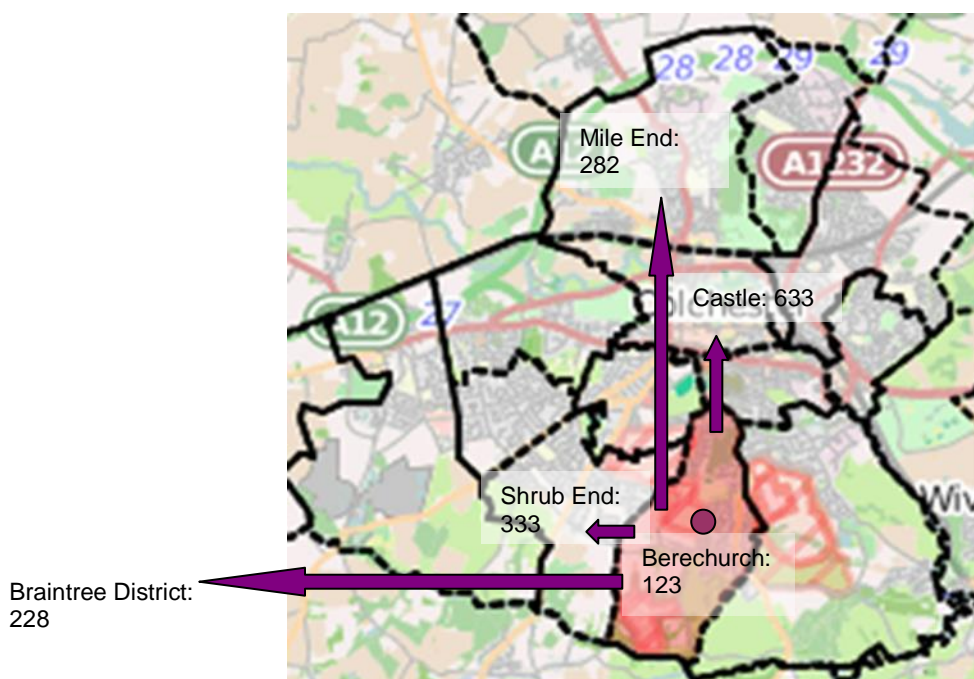 28 28 29 29
Mile End:
282
A1232
Castle: 633
A12
27
Shrub End:
333
Wiv
Berechurch:
123
Braintree District:
228